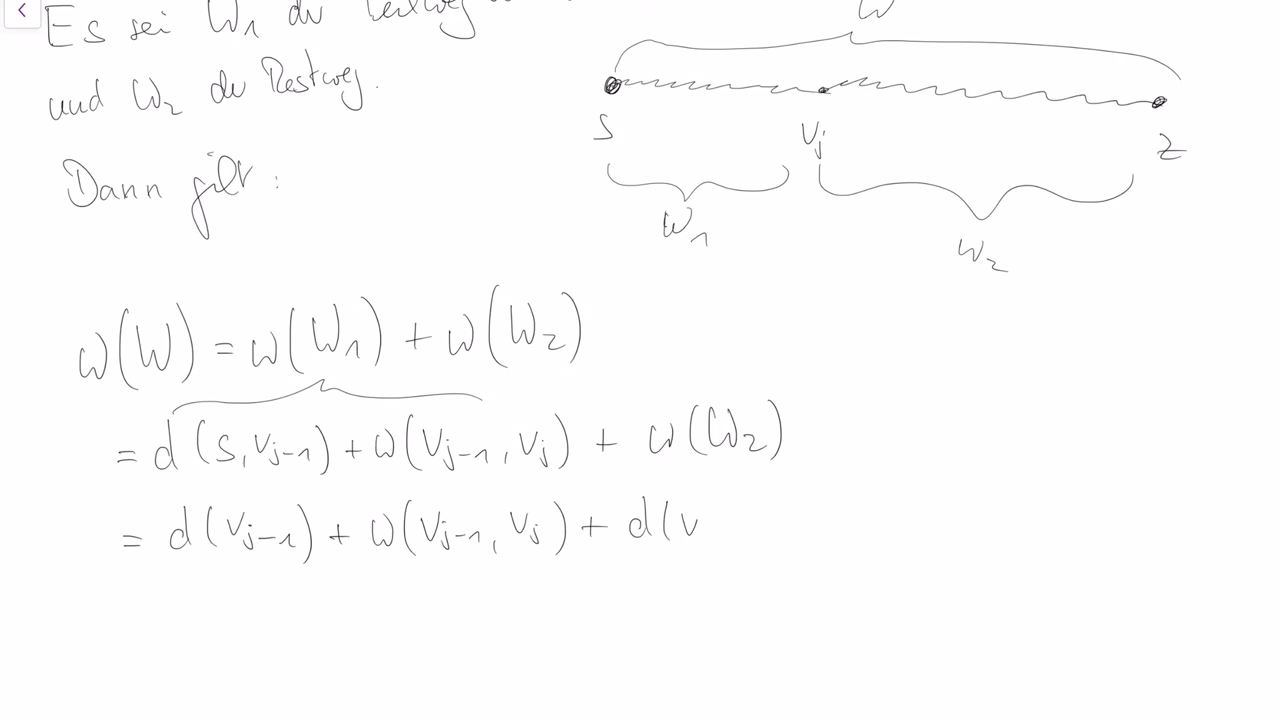 Es sei W1 der Teilweg
W
und W2 der Restweg.
s
vj
z
Dann gilt:
W1
W2
w(W) = w(W1) + w(W2)
= d(s, vj-1) + w(vj-1, vj) + w(W2)
= d(vj-1) + w(vj-1, vj) + d(v